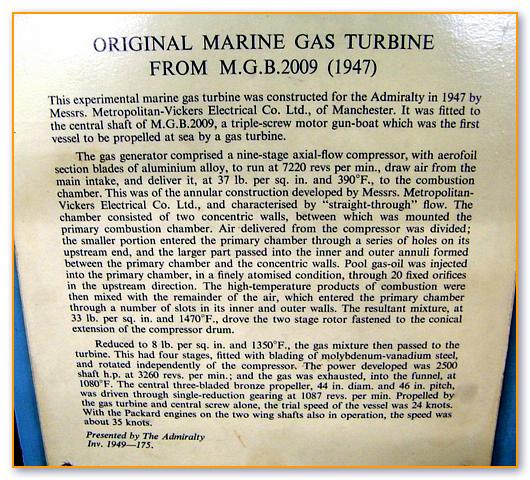 ORIGINAL MARINE GAS TURBINE
FROM M.G.B.2009 (1947)
This experimental marine gas turbine was constructed for the Admiralty in 1947 by
Messrs. Metropolitan-Vickers Electrical Co. Ltd., of Manchester. It was fitted to
the central shaft of M.G.B.2009, a triple-screw motor gun-boat which was the first
vessel to be propelled at sea by a gas turbine.
The gas generator comprised a nine-stage axial-flow compressor, with aerofoil
section blades of aluminium alloy, to run at 7220 revs per min., draw air from the
main intake, and deliver it, at 37 lb. per sq. in. and 390°F., to the combustion
chamber. This was of the annular construction developed by Messrs. Metropolitan-
Vickers Electrical Co. Ltd., and characterised by "straight-through" flow. The
chamber consisted of two concentric walls, between which was mounted the
primary combustion chamber. Air delivered from the compressor was divided;
the smaller portion entered the primary chamber through a series of holes on its
upstream end, and the larger part passed into the inner and outer annuli formed
between the primary chamber and the concentric walls. Pool gas-oil was injected
into the primary chamber, in a finely atomised condition, through 20 fixed orifices
in the upstream direction. The high-temperature products of combustion were
then mixed with the remainder of the air, which entered the primary chamber
through a number of slots in its inner and outer walls. The resultant mixture, at
33 lb. per sq. in. and 1470°F., drove the two stage rotor fastened to the conical
extension of the compressor drum.
Reduced to 8 lb. per sq. in. and 1350°F., the gas mixture then passed to the
turbine. This had four stages, fitted with blading of molybdenum-vanadium steel,
and rotated independently of the compressor. The power developed was 2500
shaft h.p. at 3260 revs. per min.; and the gas was exhausted, into the funnel, at
1080°F. The central three-bladed bronze propeller, 44 in. diam. and 46 in. pitch,
was driven through single-reduction gearing at 1087 revs. per min. Propelled by
the gas turbine and central screw alone, the trial speed of the vessel was 24 knots.
With the Packard engines on the two wing shafts also in operation, the speed was
about 35 knots.
Presented by The Admiralty
Inv. 1949—175.